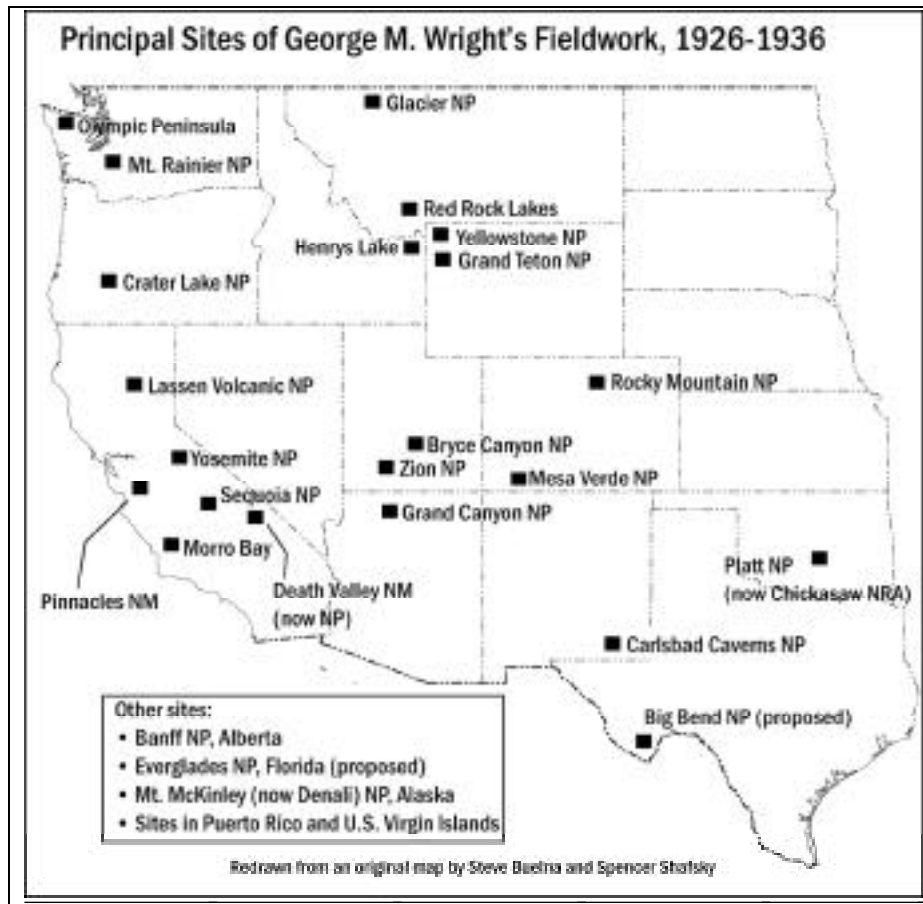 Principal Sites of George M. Wright's Fieldwork, 1926-1936
Glacier NP
Olympic Peninsula
Mt. Rainier NP
Red Rock Lakes
Henrys Lake
Yellowstone NP
Grand Teton NP
Crater Lake NP
Lassen Volcanic NP
Rocky Mountain NP
Yosemite NP
Bryce Canyon NP
Zion NP
Mesa Verde NP
Sequoia NP
Grand Canyon NP
Morro Bay
Pinnacles NM
Death Valley NM
(now NP)
Platt NP
(now Chickasaw NRA)
Carlsbad Caverns NP
Big Bend NP (proposed)
Other sites:
• Banff NP, Alberta
• Everglades NP, Florida (proposed)
• Mt. McKinley (now Denali) NP, Alaska
• Sites in Puerto Rico and U.S. Virgin Islands
Redrawn from an original map by Steve Buelna and Spencer Shafsky